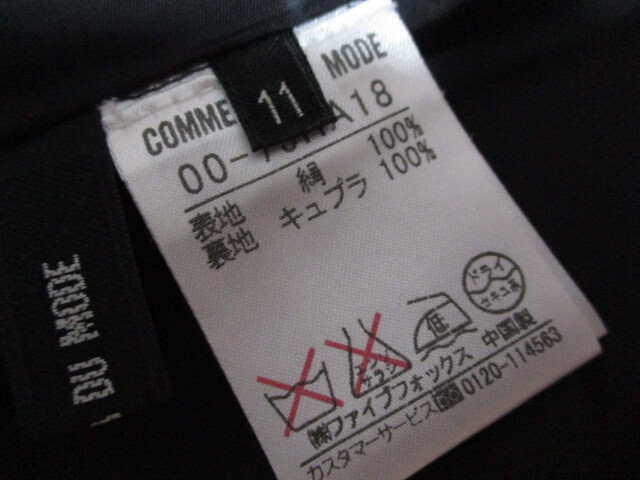 11
COMME MODE
00- A18
表地 絹 100%
裏地 キュプラ 100%
低
ドライ
セキユ系
㈱ファイブフォックス 中国製
カスタマーサービス 0120-114563
DU MODE